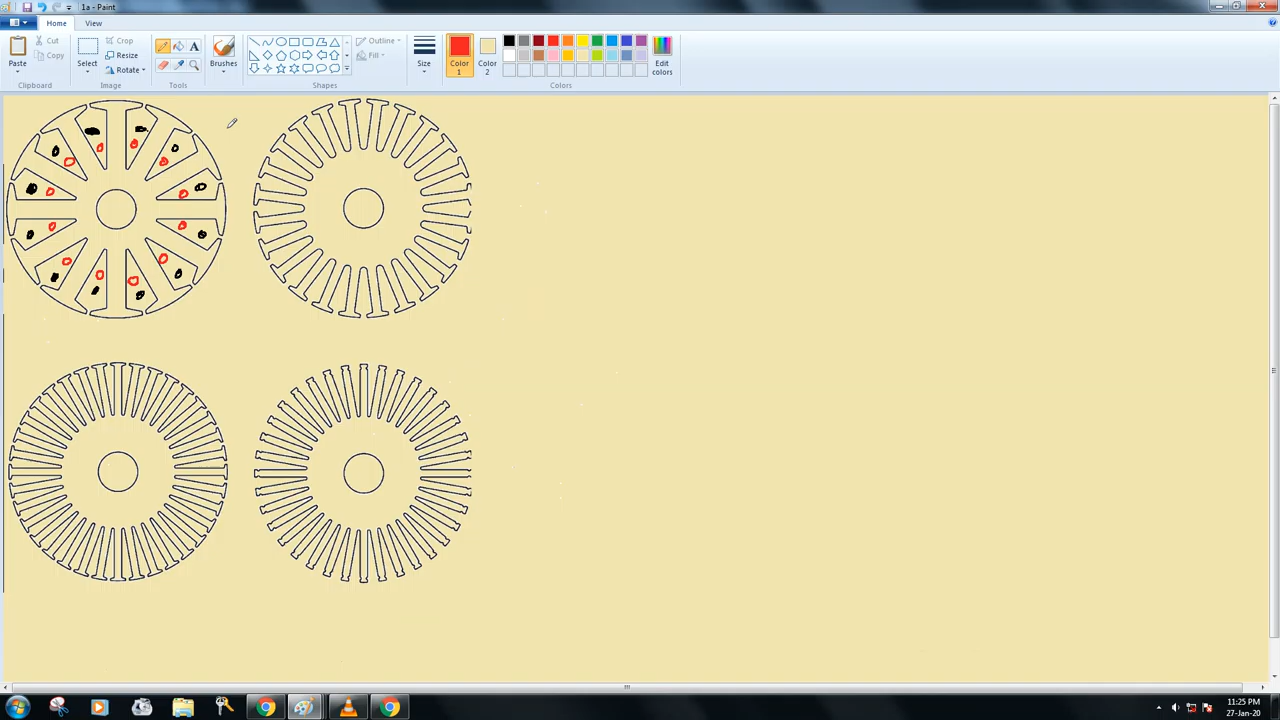 1a - Paint
Home View
Paste
Cut
Copy
Clipboard
Select
Crop
Resize
Rotate
Image
A
Tools
Brushes
Outline
Fill
Shapes
Size
Color
1
Color
2
Edit
colors
Colors
11:25 PM
27-Jan-20